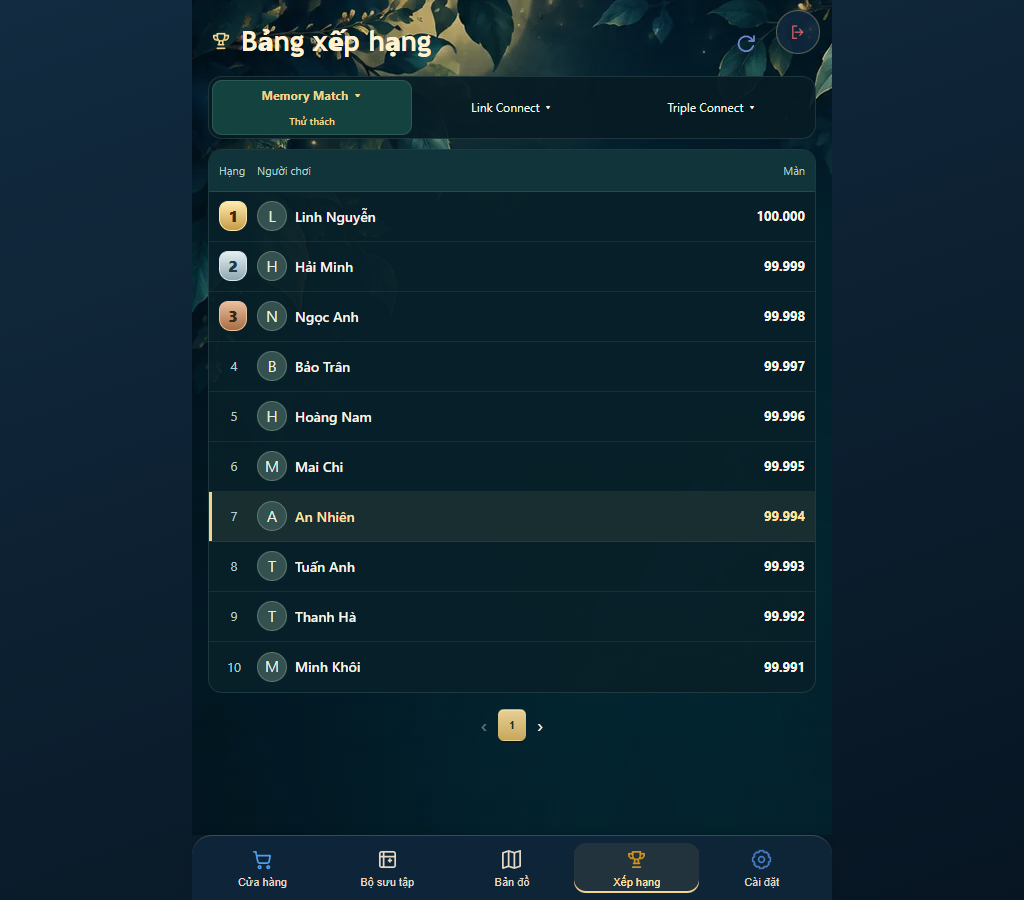 Bảng xếp hạng
Memory Match
Thử thách
Link Connect
Triple Connect
Hạng Người chơi Màn
1 L Linh Nguyễn 100.000
2 H Hải Minh 99.999
3 N Ngọc Anh 99.998
4 B Bảo Trân 99.997
5 H Hoàng Nam 99.996
6 M Mai Chi 99.995
7 A An Nhiên 99.994
8 T Tuấn Anh 99.993
9 T Thanh Hà 99.992
10 M Minh Khôi 99.991
‹ 1 ›
Cửa hàng Bộ sưu tập Bản đồ Xếp hạng Cài đặt